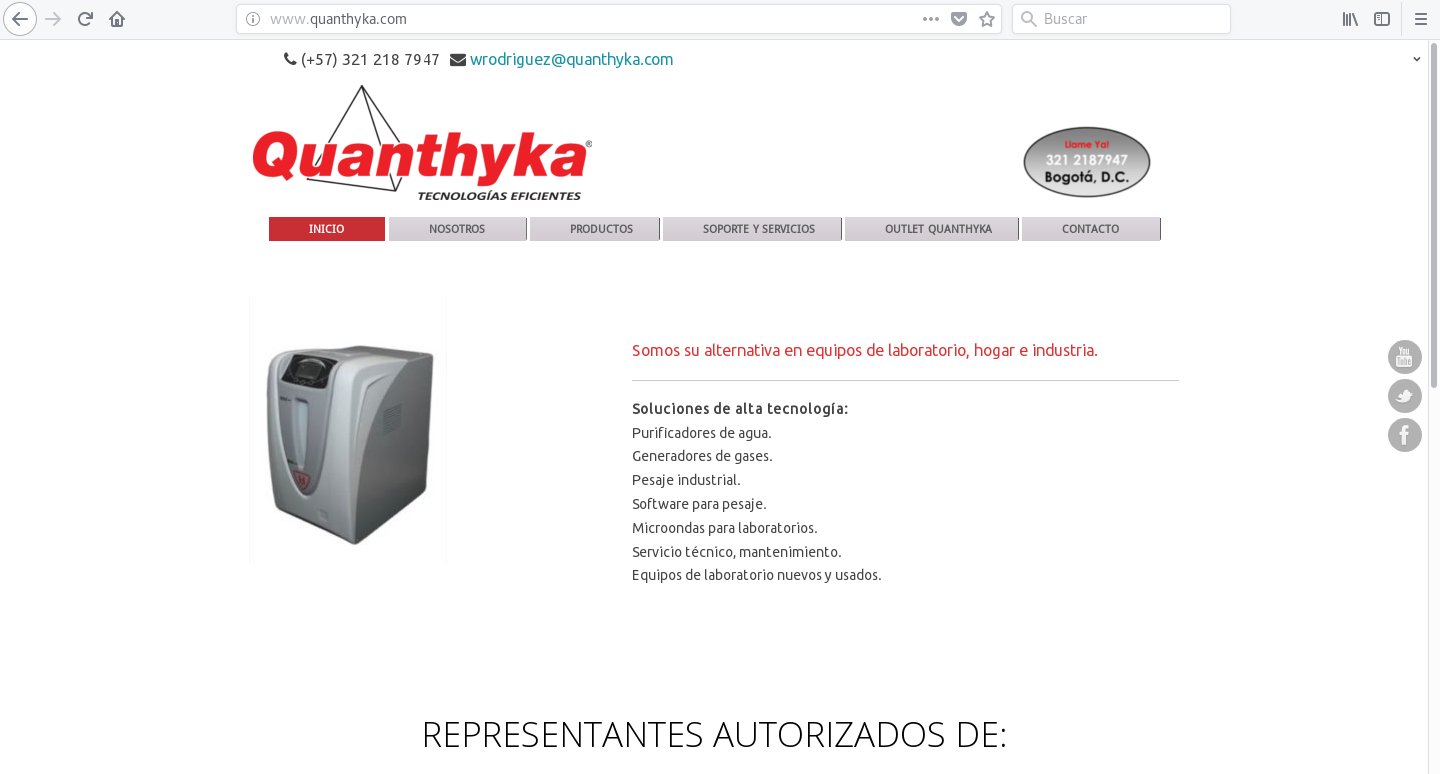 www.quanthyka.com
Buscar
(+57) 321 218 7947 wrodriguez@quanthyka.com
Quanthyka®
TECNOLOGÍAS EFICIENTES
Llame Ya!
321 2187947
Bogotá, D.C.
INICIO NOSOTROS PRODUCTOS SOPORTE Y SERVICIOS OUTLET QUANTHYKA CONTACTO
Somos su alternativa en equipos de laboratorio, hogar e industria.
Soluciones de alta tecnología:
Purificadores de agua.
Generadores de gases.
Pesaje industrial.
Software para pesaje.
Microondas para laboratorios.
Servicio técnico, mantenimiento.
Equipos de laboratorio nuevos y usados.
You
Tube
REPRESENTANTES AUTORIZADOS DE: